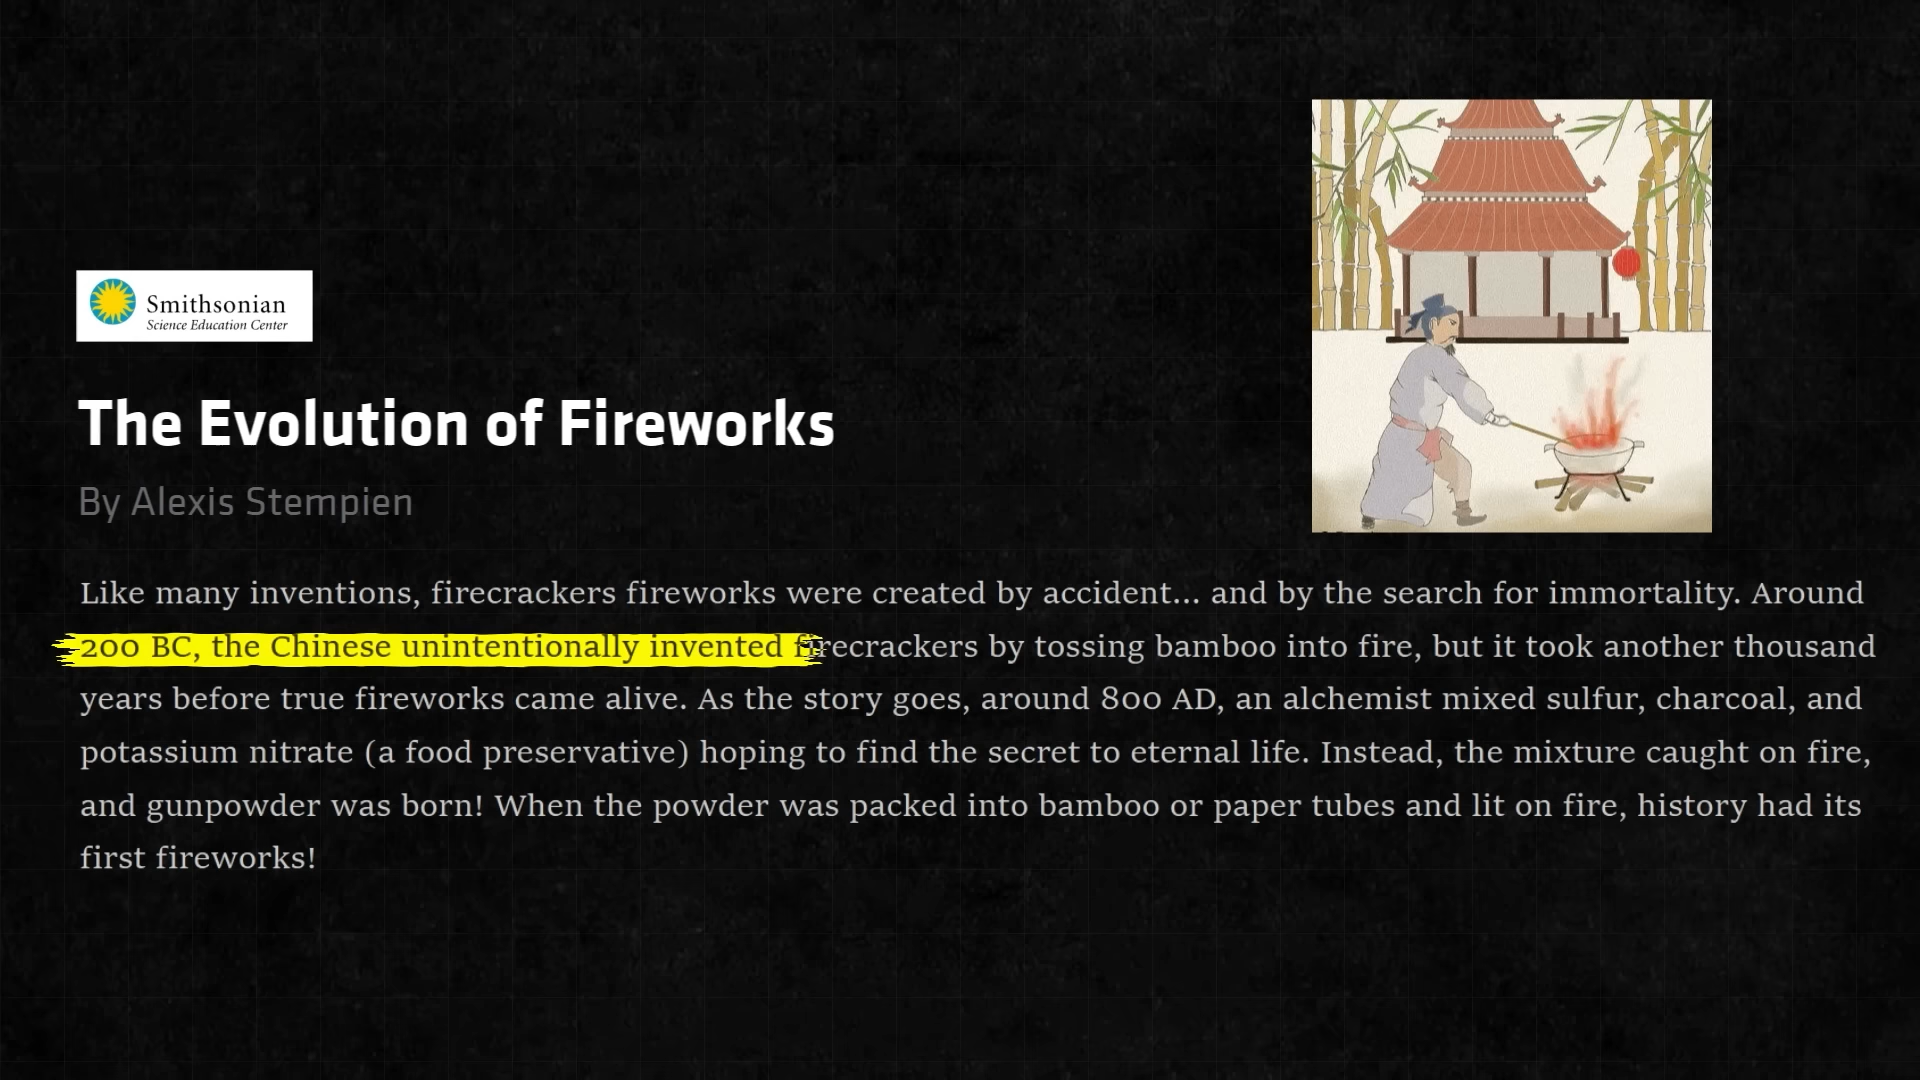 Smithsonian
Science Education Center
The Evolution of Fireworks
By Alexis Stempien
Like many inventions, firecrackers fireworks were created by accident... and by the search for immortality. Around
200 BC, the Chinese unintentionally invented firecrackers by tossing bamboo into fire, but it took another thousand
years before true fireworks came alive. As the story goes, around 800 AD, an alchemist mixed sulfur, charcoal, and
potassium nitrate (a food preservative) hoping to find the secret to eternal life. Instead, the mixture caught on fire,
and gunpowder was born! When the powder was packed into bamboo or paper tubes and lit on fire, history had its
first fireworks!